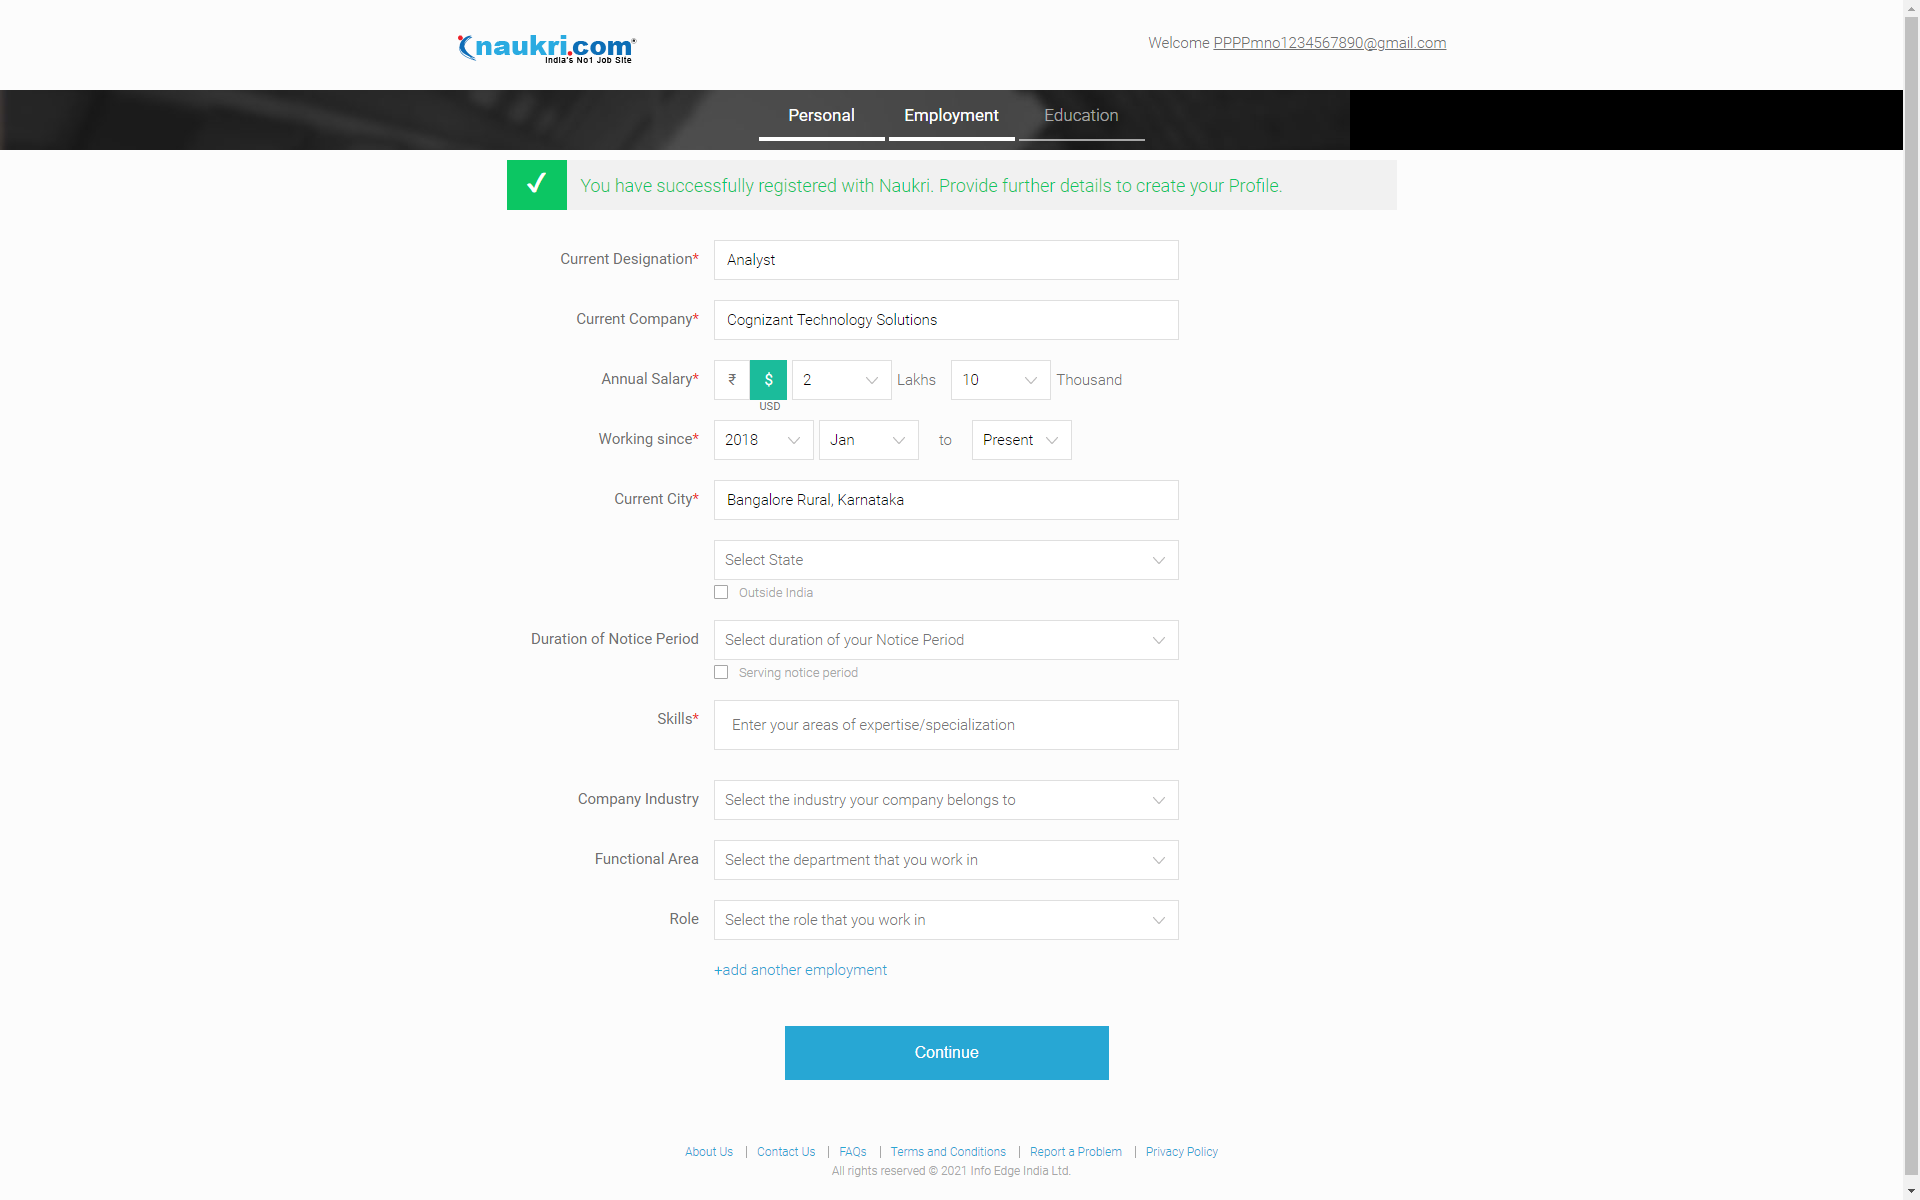 naukri.com
India's No1 Job Site
Welcome PPPPmno1234567890@gmail.com
Personal Employment Education
You have successfully registered with Naukri. Provide further details to create your Profile.
Current Designation* Analyst
Current Company* Cognizant Technology Solutions
Annual Salary* ₹ $ 2 Lakhs 10 Thousand
USD
Working since* 2018 Jan to Present
Current City* Bangalore Rural, Karnataka
Select State
Outside India
Duration of Notice Period Select duration of your Notice Period
Serving notice period
Skills* Enter your areas of expertise/specialization
Company Industry Select the industry your company belongs to
Functional Area Select the department that you work in
Role Select the role that you work in
+add another employment
Continue
About Us | Contact Us | FAQs | Terms and Conditions | Report a Problem | Privacy Policy
All rights reserved © 2021 Info Edge India Ltd.